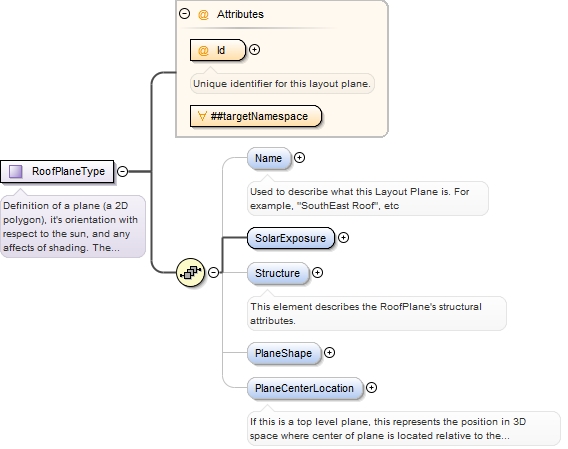 Attributes
@ Id
Unique identifier for this layout plane.
##targetNamespace
RoofPlaneType
Definition of a plane (a 2D
polygon), it's orientation with
respect to the sun, and any
affects of shading. The...
Name
Used to describe what this Layout Plane is. For
example, "SouthEast Roof", etc
SolarExposure
Structure
This element describes the RoofPlane's structural
attributes.
PlaneShape
PlaneCenterLocation
If this is a top level plane, this represents the position in 3D
space where center of plane is located relative to the...